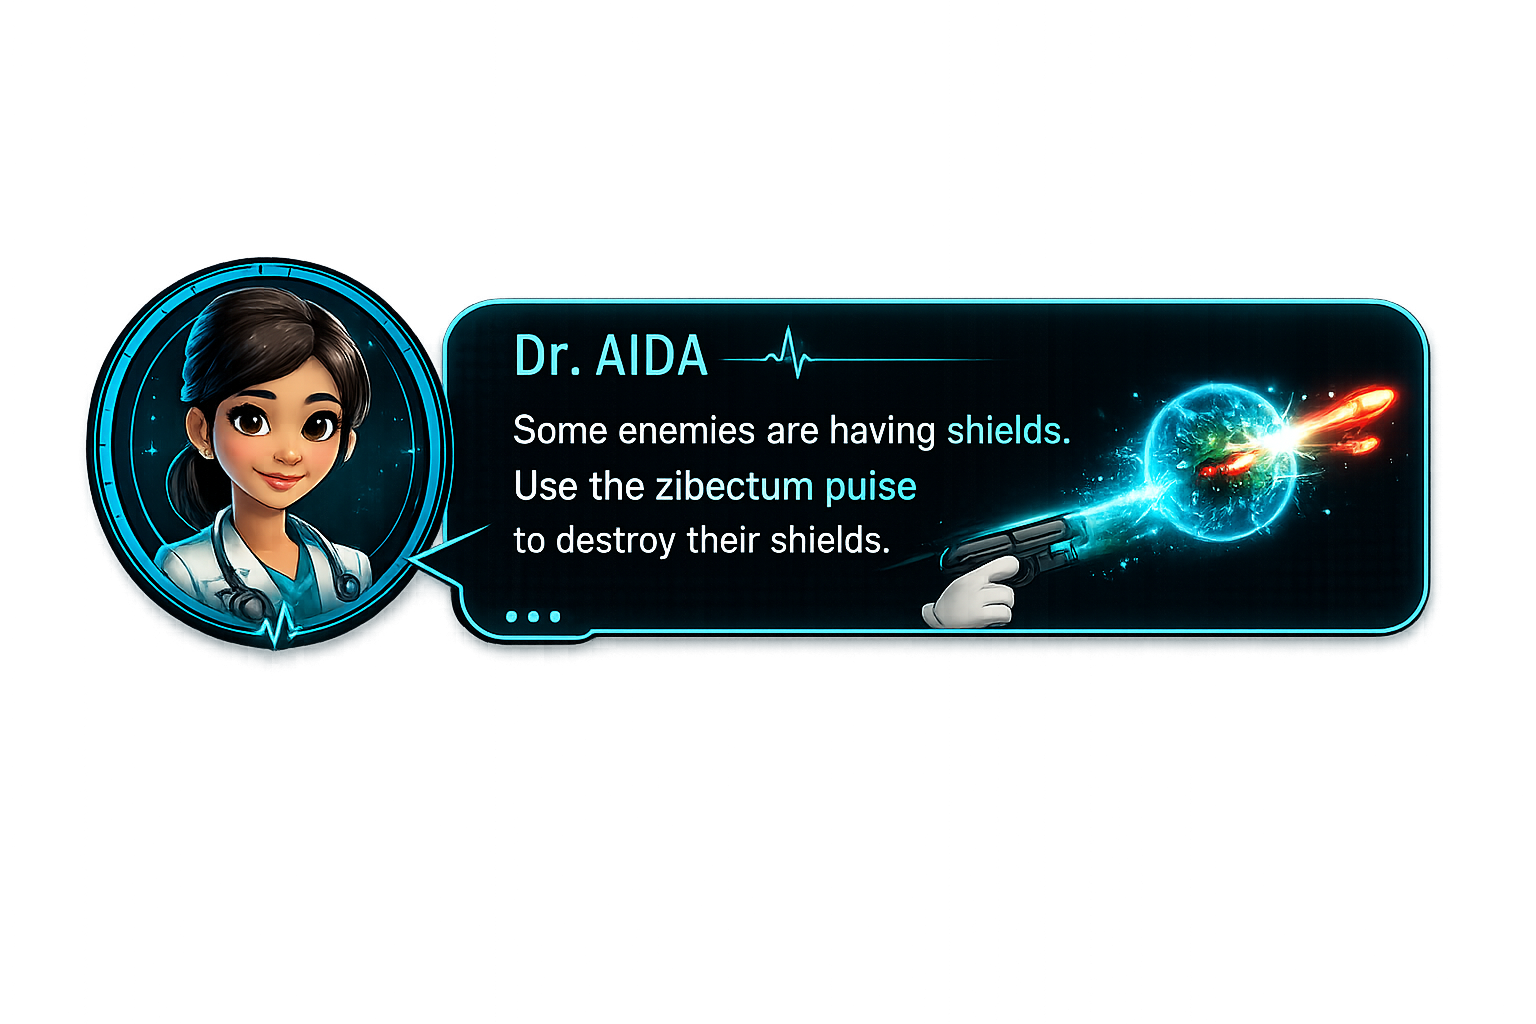 Dr. AIDA
Some enemies are having shields.
Use the zibectum puise
to destroy their shields.